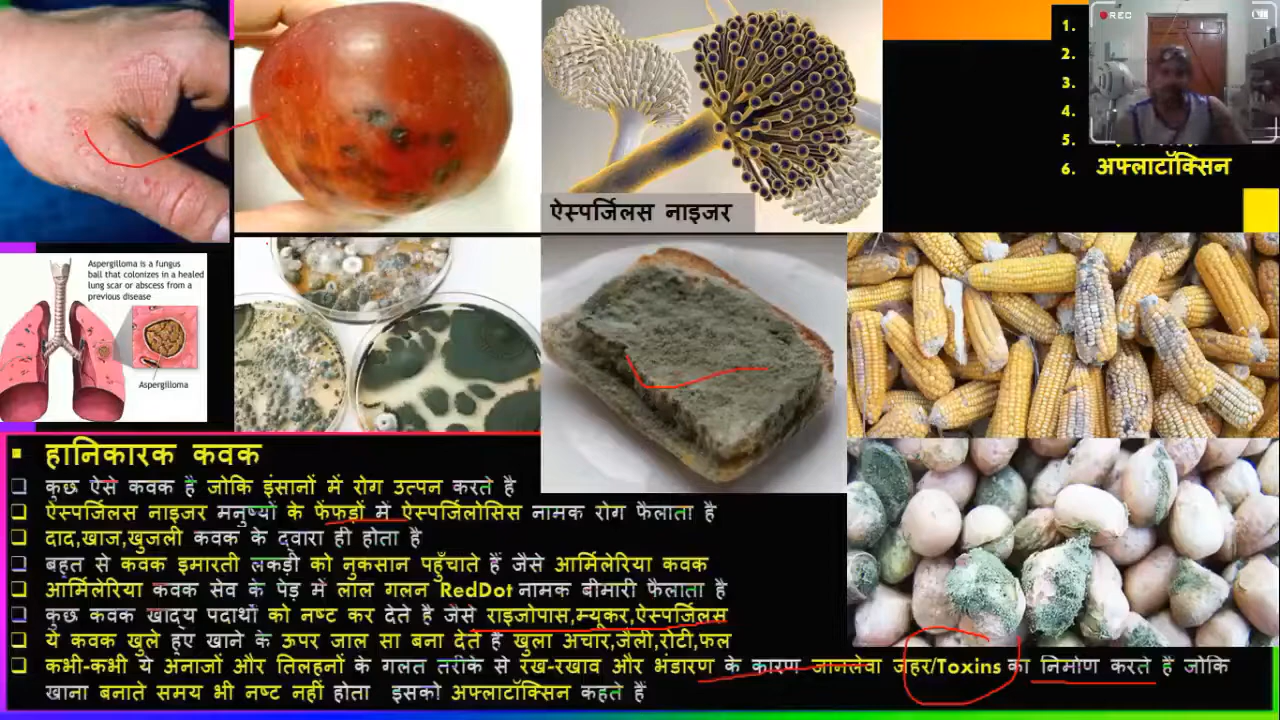 REC
1.
2.
3.
4.
5.
6. अफ्लाटॉक्सिन
ऐस्पर्जिलस नाइजर
Aspergilloma is a fungus
ball that colonizes in a healed
lung scar or abscess from a
previous disease
Aspergilloma
हानिकारक कवक
कुछ ऐसे कवक है जोकि इंसानों में रोग उत्पन करते है
ऐस्पर्जिलस नाइजर मनुष्यों के फेफड़ों में ऐस्पर्जिलोसिस नामक रोग फैलाता है
दाद,खाज,खुजली कवक के द्वारा ही होता है
बहुत से कवक इमारती लकड़ी को नुकसान पहुँचाते हैं जैसे आर्मिलेरिया कवक
आर्मिलेरिया कवक सेव के पेड़ में लाल गलन RedDot नामक बीमारी फैलाता है
कुछ कवक खाद्य पदार्थों को नष्ट कर देते है जैसे राइजोपास,म्यूकर,ऐस्पर्जिलस
ये कवक खुले हुए खाने के ऊपर जाल सा बना देते है खुला अचार,जैली,रोटी,फल
कभी-कभी ये अनाजों और तिलहनों के गलत तरीके से रख-रखाव और भंडारण के कारण जानलेवा जहर/Toxins का निर्माण करते है जोकि
खाना बनाते समय भी नष्ट नहीं होता इसको अफ्लाटॉक्सिन कहते हैं